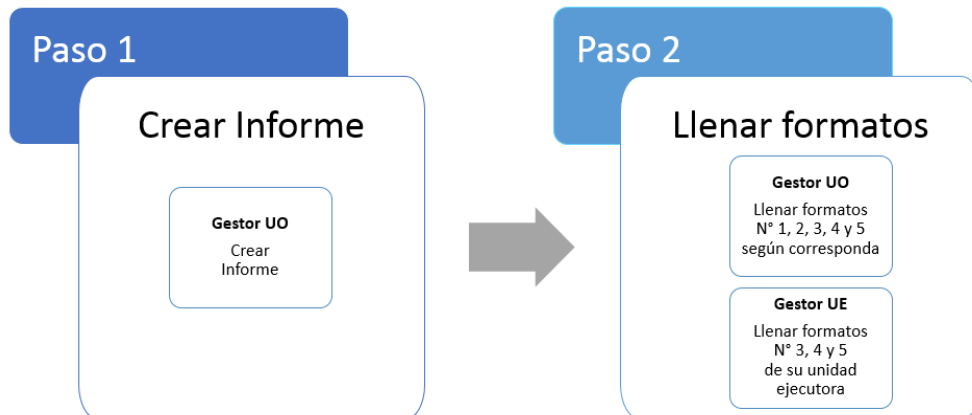 Paso 1
Crear Informe
Gestor UO
Crear
Informe
Paso 2
Llenar formatos
Gestor UO
Llenar formatos
N° 1, 2, 3, 4 y 5
según corresponda
Gestor UE
Llenar formatos
N° 3, 4 y 5
de su unidad
ejecutora